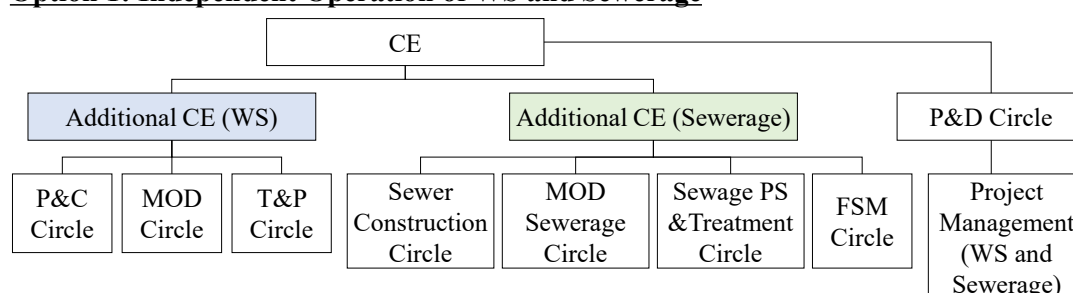 Option 1: Independent Operation of WS and Sewerage
CE
Additional CE (WS)
Additional CE (Sewerage)
P&D Circle
P&C
Circle
MOD
Circle
T&P
Circle
Sewer
Construction
Circle
MOD
Sewerage
Circle
Sewage PS
&Treatment
Circle
FSM
Circle
Project
Management
(WS and
Sewerage)